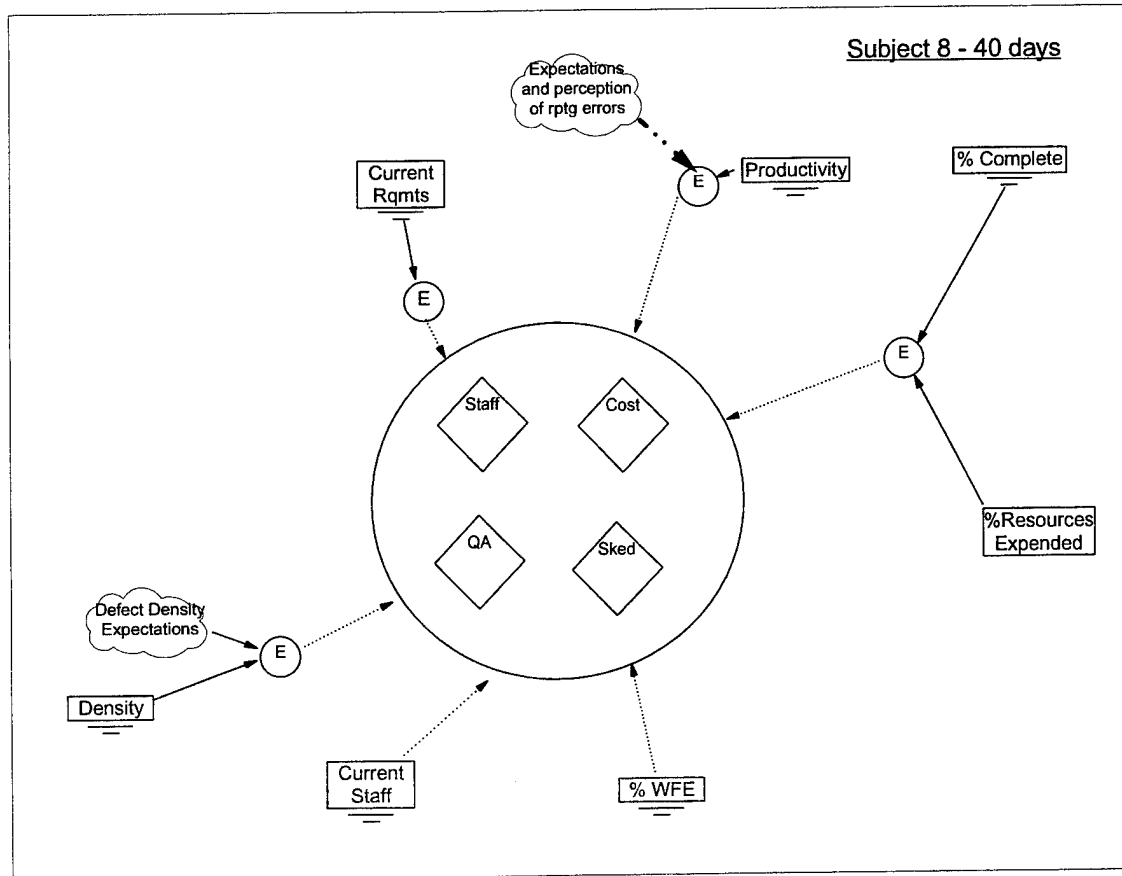 Subject 8 - 40 days
Expectations
and perception
of rptg errors
% Complete
Current
Rqmts
E
Productivity
E
E
Staff
Cost
QA
Sked
%Resources
Expended
Defect Density
Expectations
E
Density
Current
Staff
% WFE